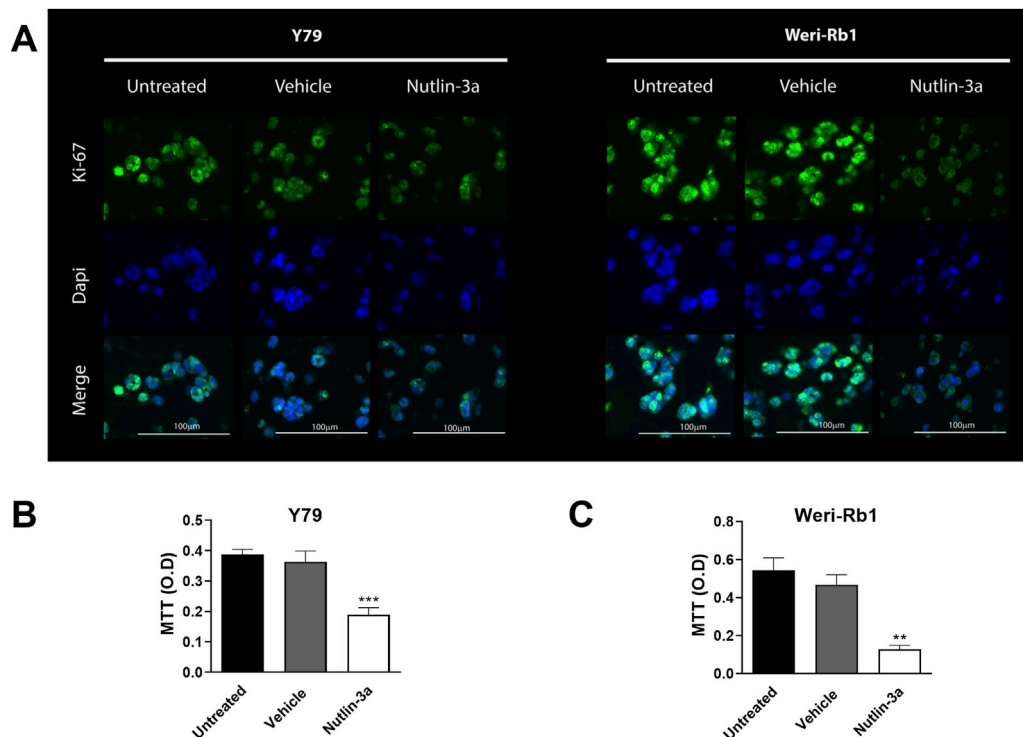 A
Y79
Weri-Rb1
Untreated Vehicle Nutlin-3a
Untreated Vehicle Nutlin-3a
Ki-67
Dapi
Merge
100μm 100μm 100μm
100μm 100μm 100μm
B
Y79
MTT (O.D)
0.5
0.4
0.3
0.2
0.1
0.0
***
Untreated
Vehicle
Nutlin-3a
C
Weri-Rb1
MTT (O.D)
0.8
0.6
0.4
0.2
0.0
**
Untreated
Vehicle
Nutlin-3a